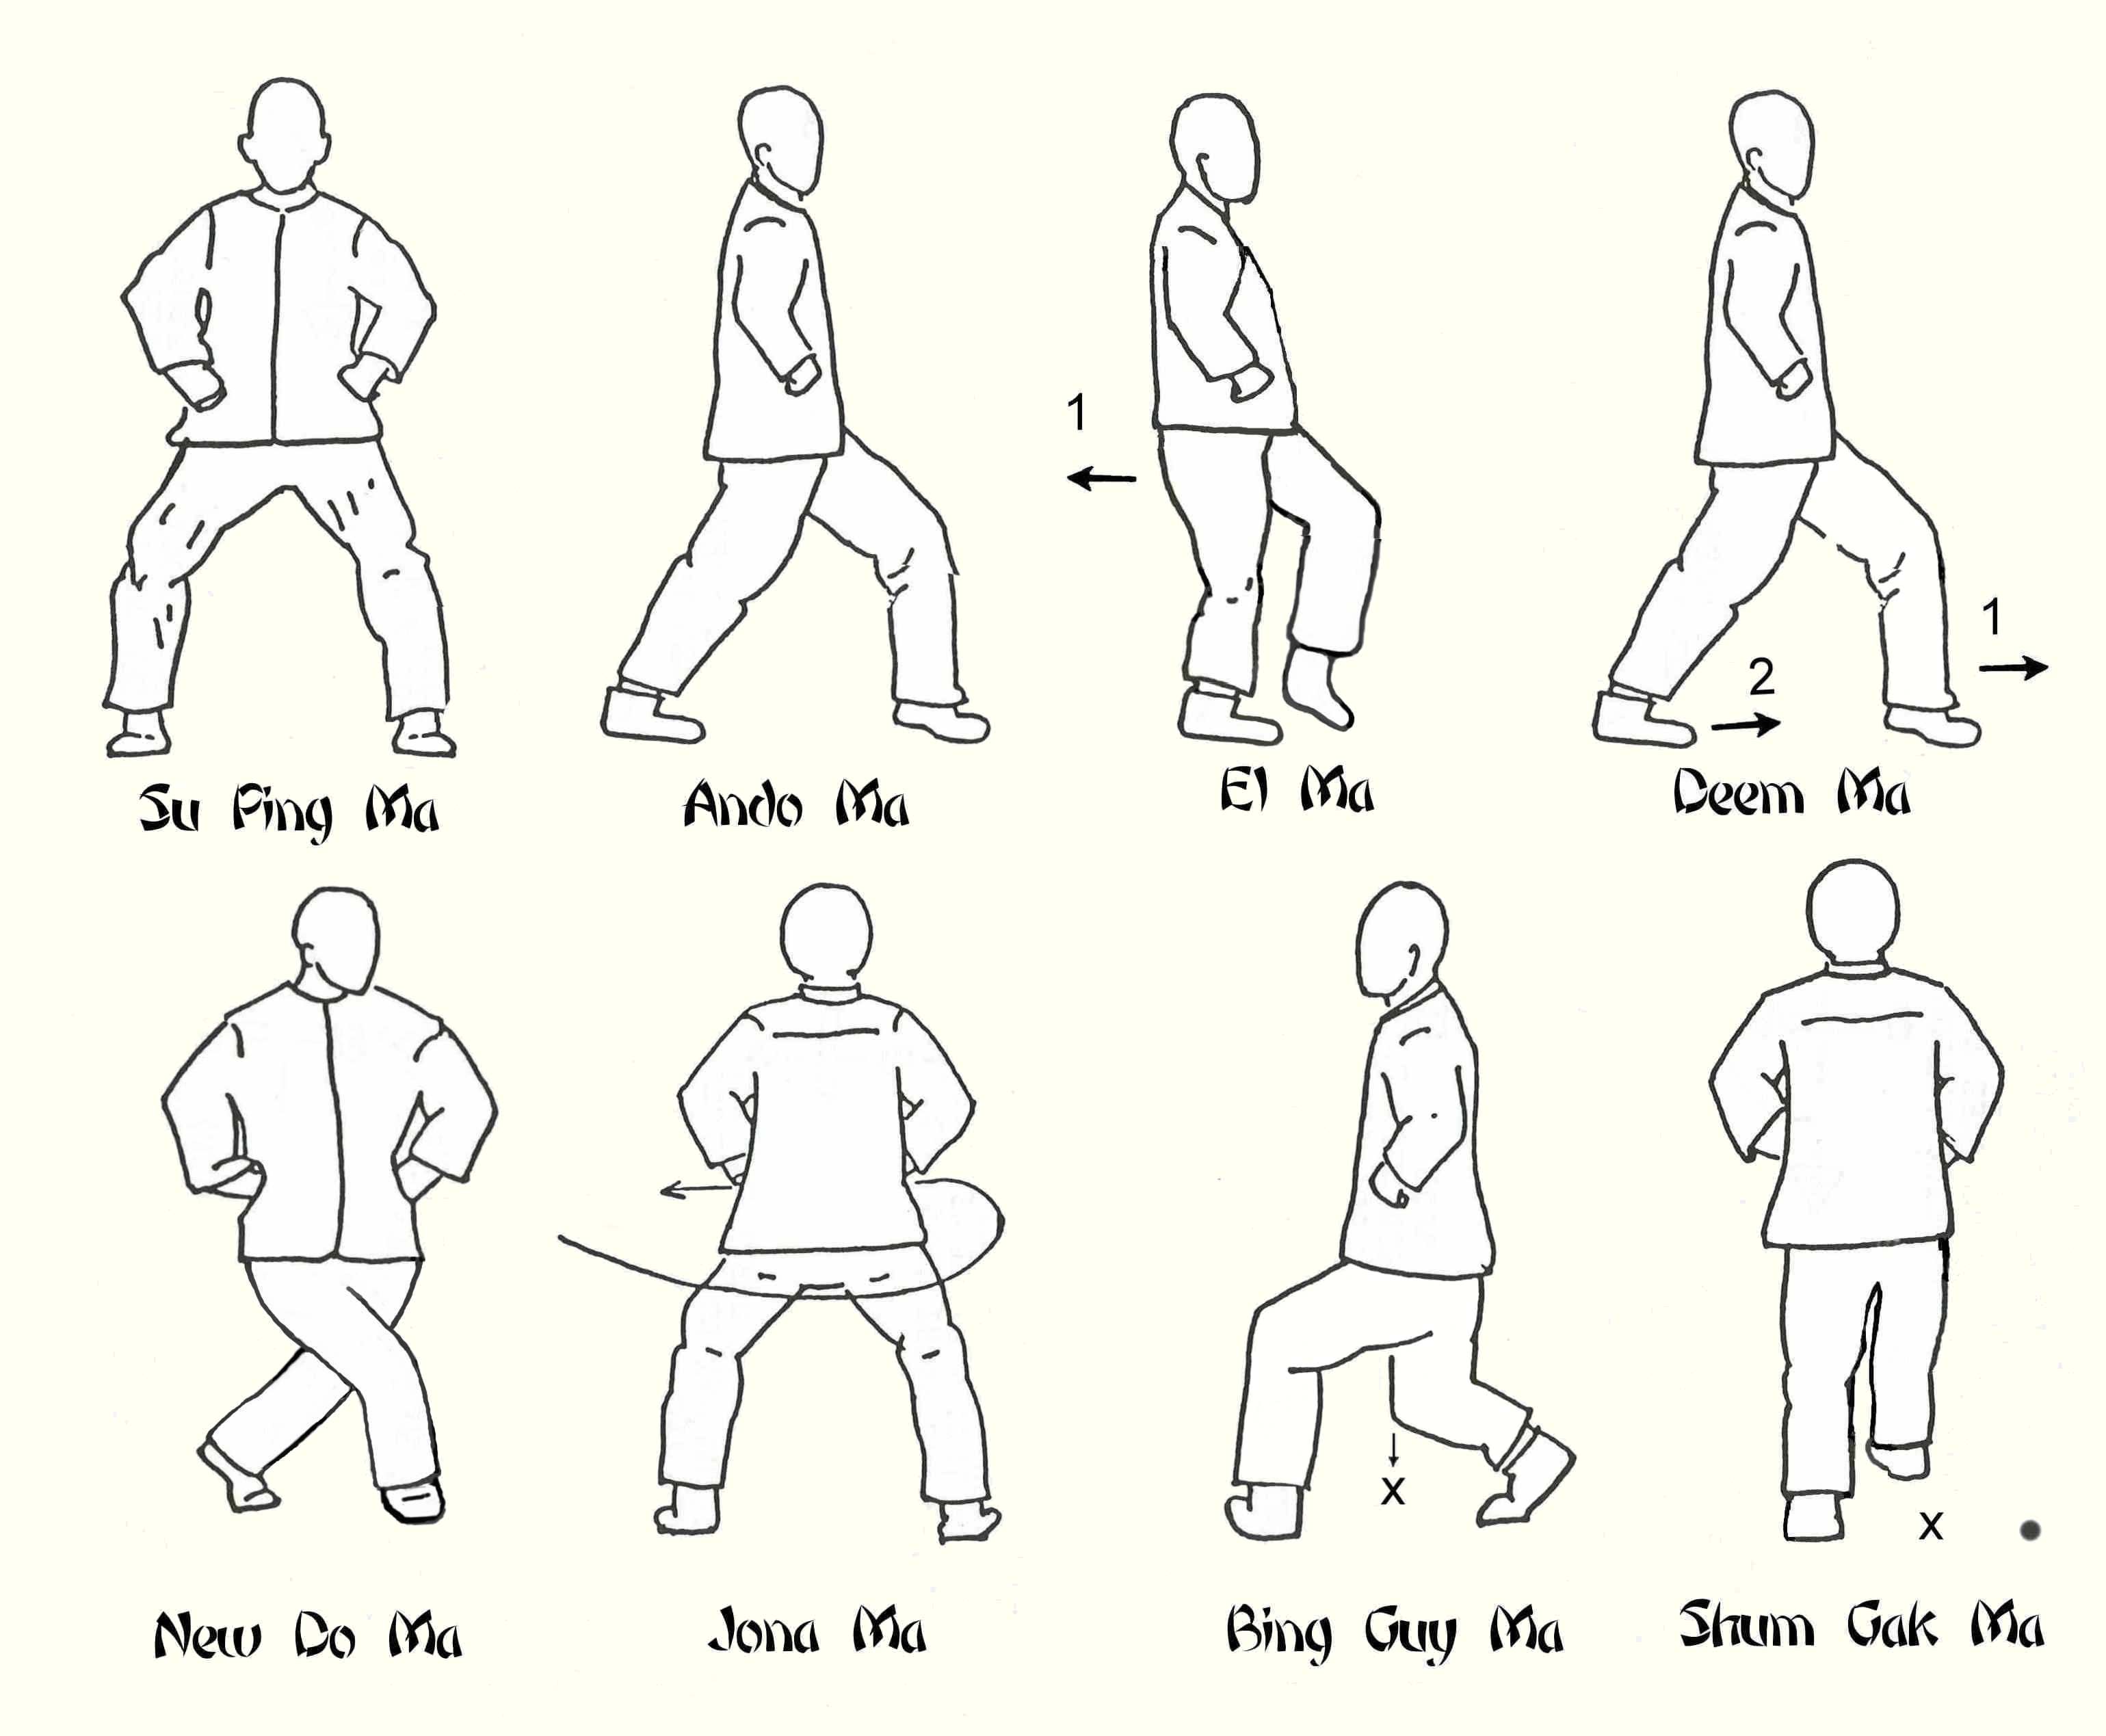 1
1
2
Su Ping Ma
Ando Ma
El Ma
Deem Ma
x
x
New Do Ma
Jona Ma
Bing Guy Ma
Shum Gak Ma